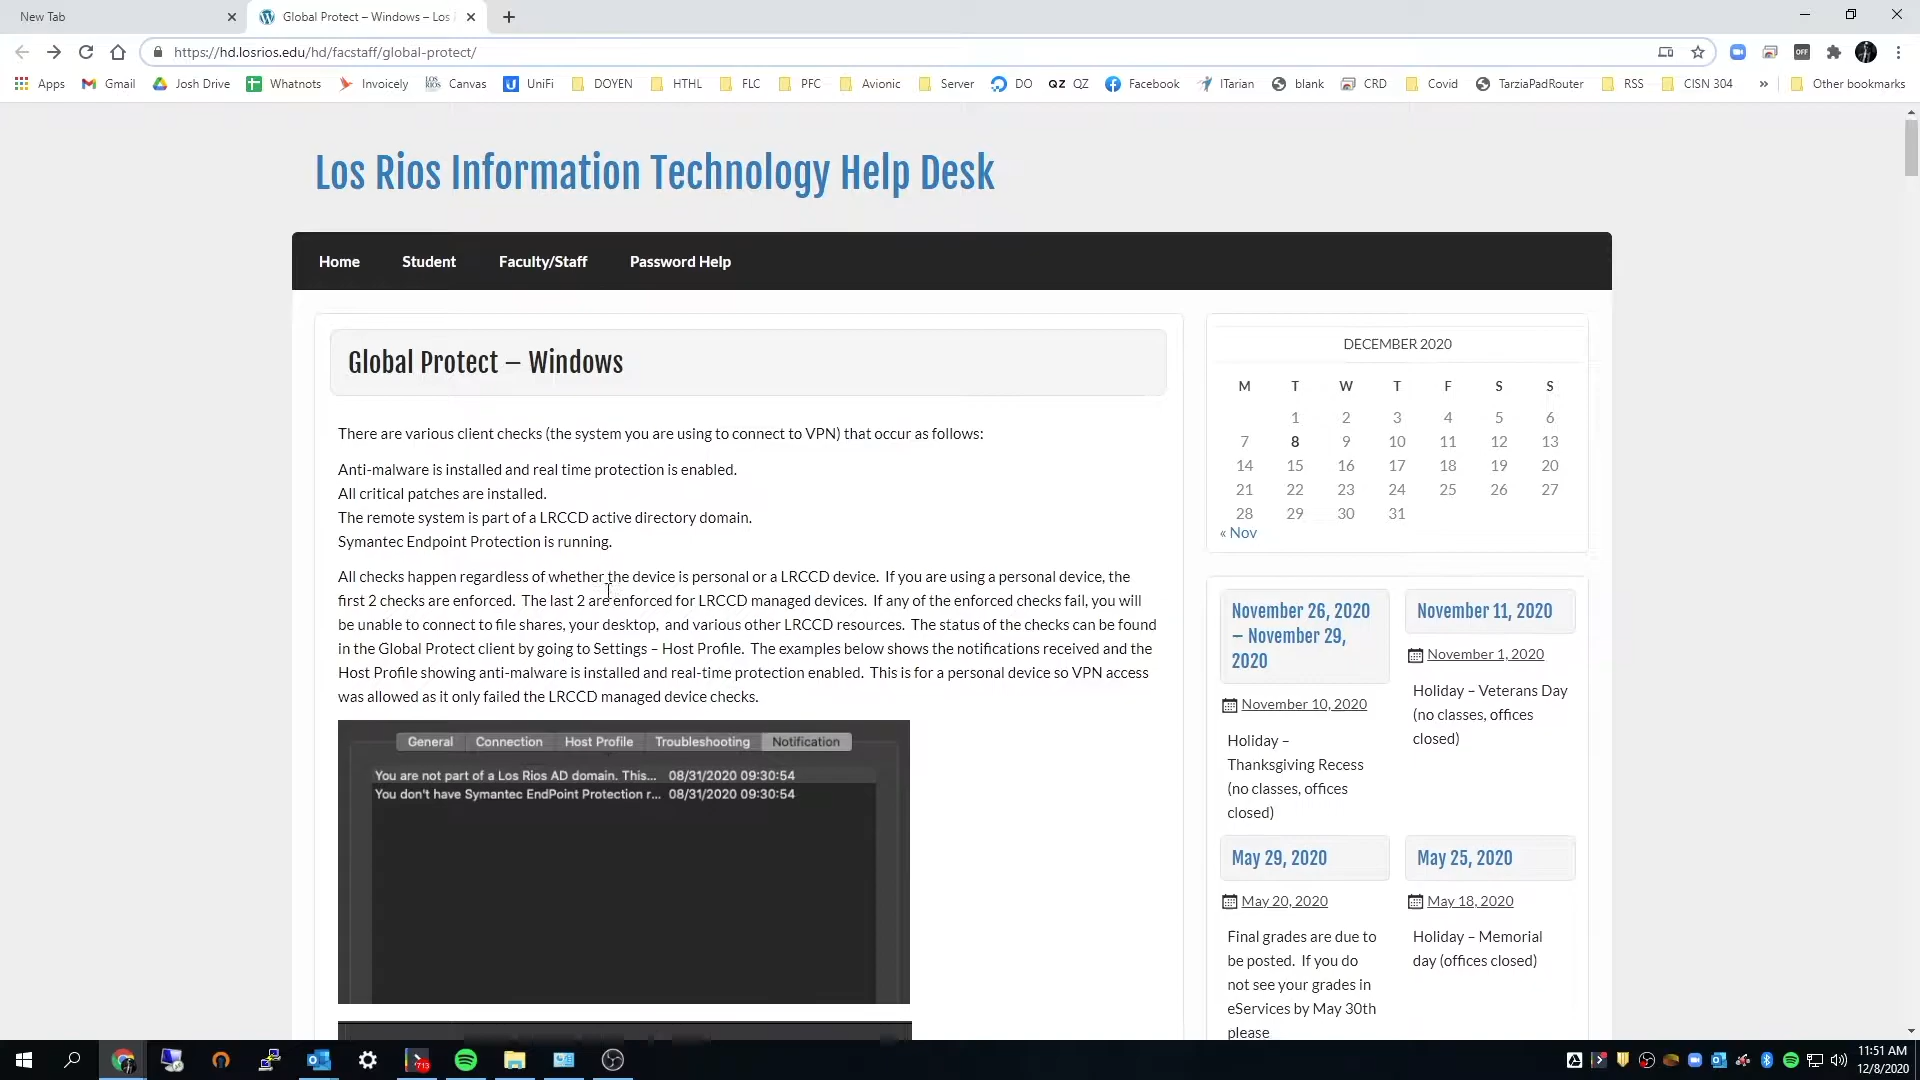 New Tab
Global Protect – Windows – Los
https://hd.losrios.edu/hd/facstaff/global-protect/
OFF
Apps
Gmail
Josh Drive
Whatnots
Invoicely
LOS RIOS
Canvas
U
UniFi
DOYEN
HTHL
FLC
PFC
Avionic
Server
DO
QZ
QZ
Facebook
ITarian
blank
CRD
Covid
TarziaPadRouter
RSS
CISN 304
»
Other bookmarks
Los Rios Information Technology Help Desk
Home
Student
Faculty/Staff
Password Help
Global Protect – Windows
There are various client checks (the system you are using to connect to VPN) that occur as follows:
Anti-malware is installed and real time protection is enabled.
All critical patches are installed.
The remote system is part of a LRCCD active directory domain.
Symantec Endpoint Protection is running.
All checks happen regardless of whether the device is personal or a LRCCD device. If you are using a personal device, the
first 2 checks are enforced. The last 2 are enforced for LRCCD managed devices. If any of the enforced checks fail, you will
be unable to connect to file shares, your desktop, and various other LRCCD resources. The status of the checks can be found
in the Global Protect client by going to Settings – Host Profile. The examples below shows the notifications received and the
Host Profile showing anti-malware is installed and real-time protection enabled. This is for a personal device so VPN access
was allowed as it only failed the LRCCD managed device checks.
General
Connection
Host Profile
Troubleshooting
Notification
You are not part of a Los Rios AD domain. This... 08/31/2020 09:30:54
You don't have Symantec EndPoint Protection r... 08/31/2020 09:30:54
DECEMBER 2020
M T W T F S S
1 2 3 4 5 6
7 8 9 10 11 12 13
14 15 16 17 18 19 20
21 22 23 24 25 26 27
28 29 30 31
« Nov
November 26, 2020
– November 29,
2020
November 10, 2020
Holiday –
Thanksgiving Recess
(no classes, offices
closed)
November 11, 2020
November 1, 2020
Holiday – Veterans Day
(no classes, offices
closed)
May 29, 2020
May 20, 2020
Final grades are due to
be posted. If you do
not see your grades in
eServices by May 30th
please
May 25, 2020
May 18, 2020
Holiday – Memorial
day (offices closed)
713
11:51 AM
12/8/2020